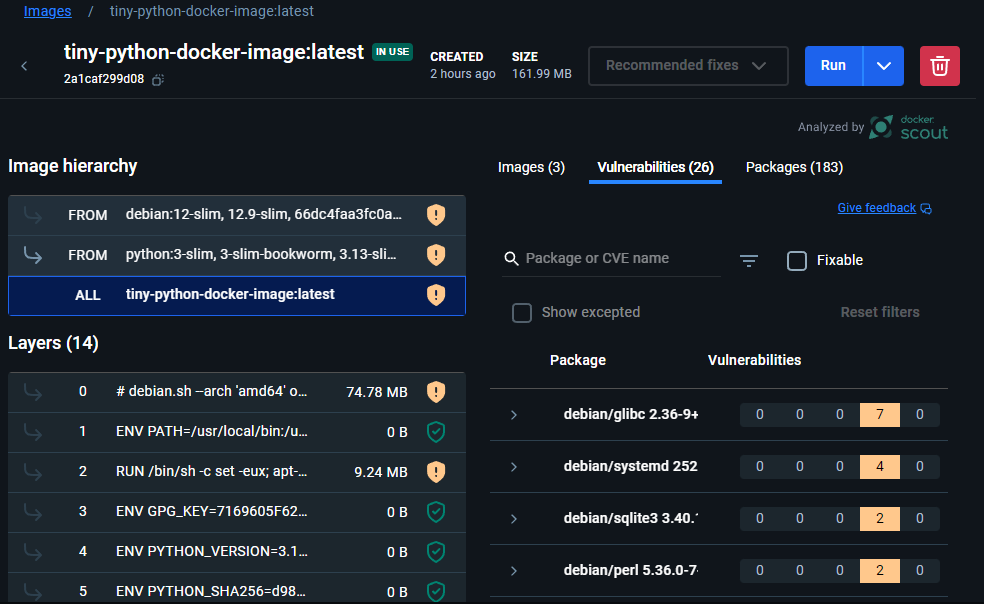 Images / tiny-python-docker-image:latest
tiny-python-docker-image:latest IN USE
2a1caf299d08
CREATED
2 hours ago
SIZE
161.99 MB
Recommended fixes
Run
Analyzed by docker scout
Image hierarchy
FROM debian:12-slim, 12.9-slim, 66dc4faa3fc0a...
FROM python:3-slim, 3-slim-bookworm, 3.13-sli...
ALL tiny-python-docker-image:latest
Layers (14)
0 # debian.sh --arch 'amd64' o... 74.78 MB
1 ENV PATH=/usr/local/bin:/u... 0 B
2 RUN /bin/sh -c set -eux; apt-... 9.24 MB
3 ENV GPG_KEY=7169605F62... 0 B
4 ENV PYTHON_VERSION=3.1... 0 B
5 ENV PYTHON_SHA256=d98... 0 B
Images (3) Vulnerabilities (26) Packages (183)
Give feedback
Package or CVE name
Fixable
Show excepted
Reset filters
Package Vulnerabilities
debian/glibc 2.36-9+ 0 0 0 7 0
debian/systemd 252 0 0 0 4 0
debian/sqlite3 3.40. 0 0 0 2 0
debian/perl 5.36.0-7 0 0 0 2 0